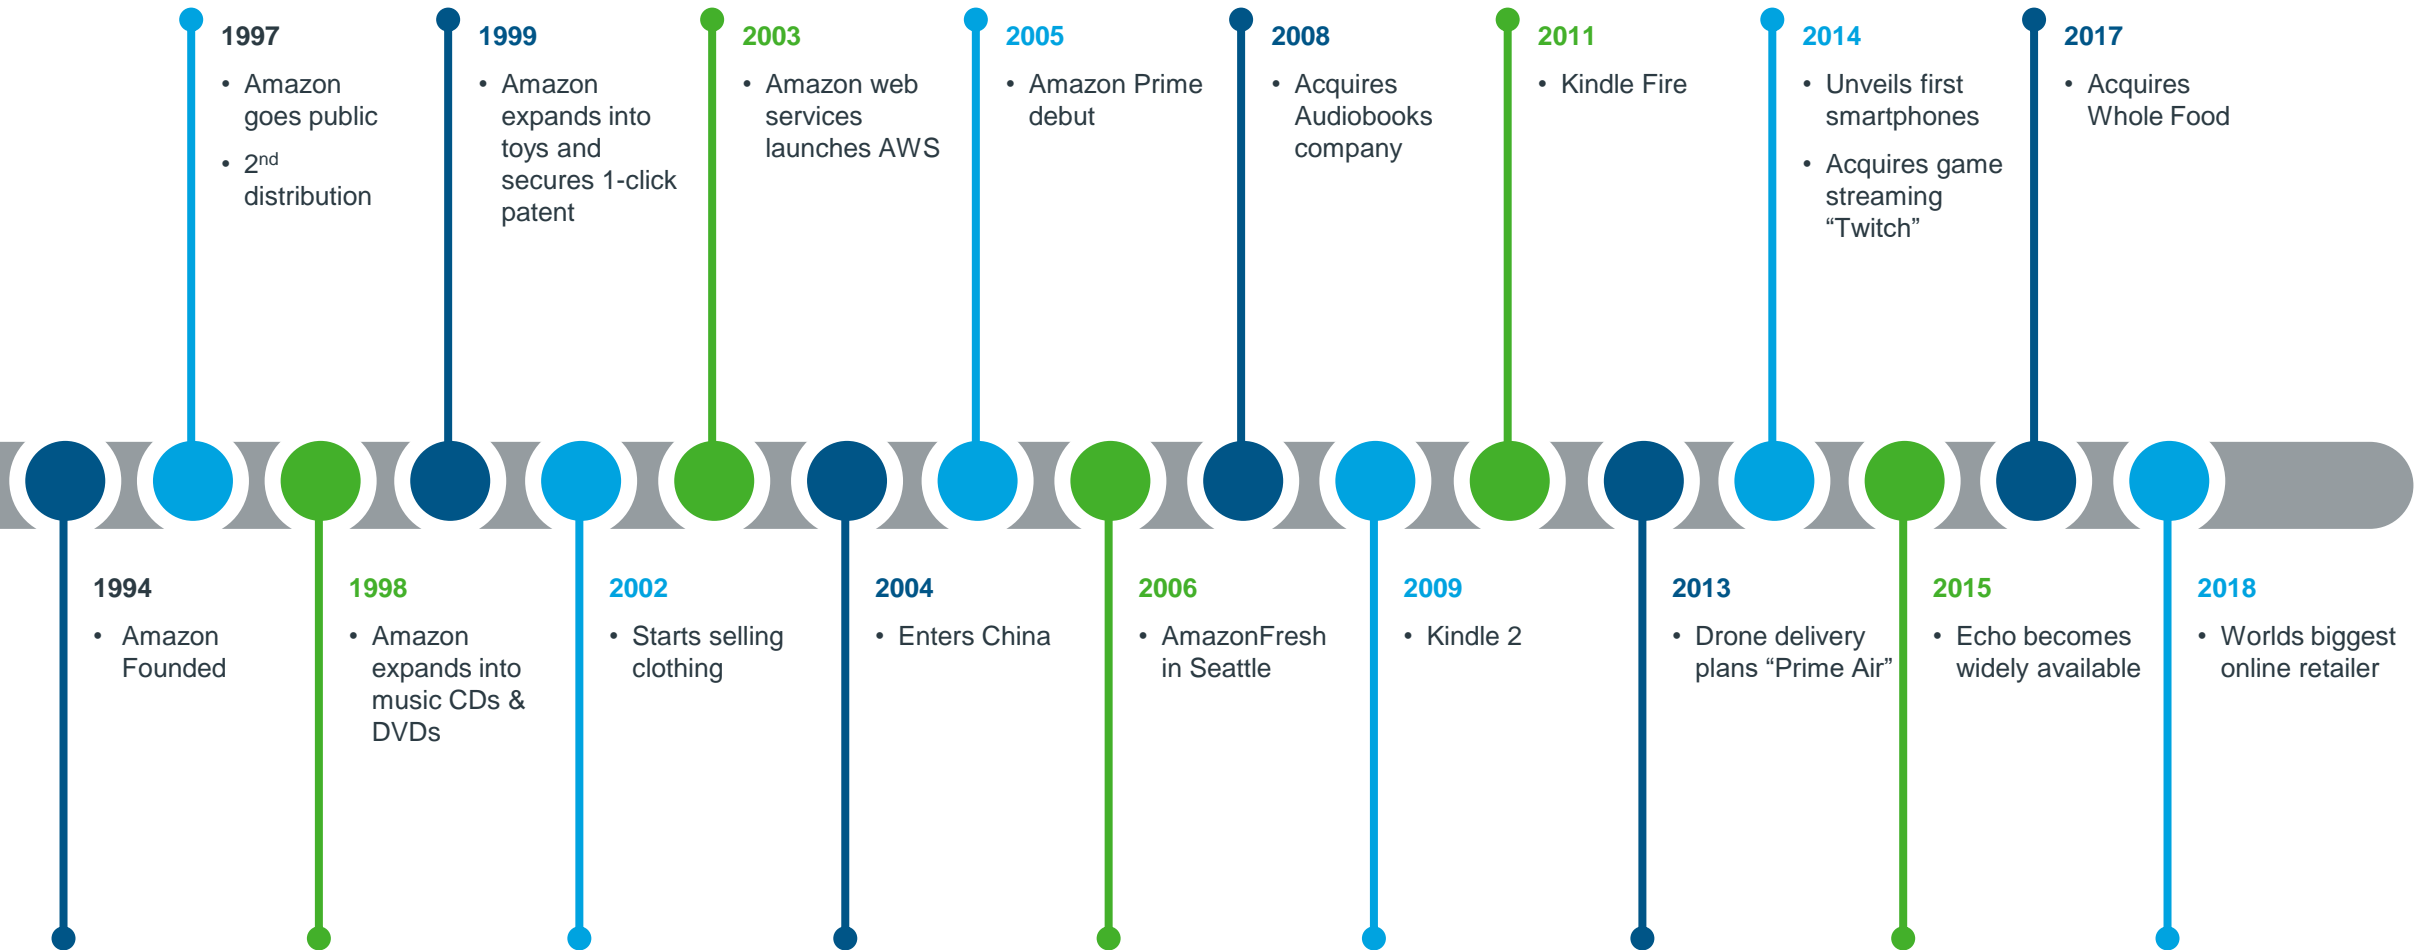 1997
• Amazon
goes public
• 2nd
distribution
1999
• Amazon
expands into
toys and
secures 1-click
patent
2003
• Amazon web
services
launches AWS
2005
• Amazon Prime
debut
2008
• Acquires
Audiobooks
company
2011
• Kindle Fire
2014
• Unveils first
smartphones
• Acquires game
streaming
“Twitch”
2017
• Acquires
Whole Food
1994
• Amazon
Founded
1998
• Amazon
expands into
music CDs &
DVDs
2002
• Starts selling
clothing
2004
• Enters China
2006
• AmazonFresh
in Seattle
2009
• Kindle 2
2013
• Drone delivery
plans “Prime Air”
2015
• Echo becomes
widely available
2018
• Worlds biggest
online retailer